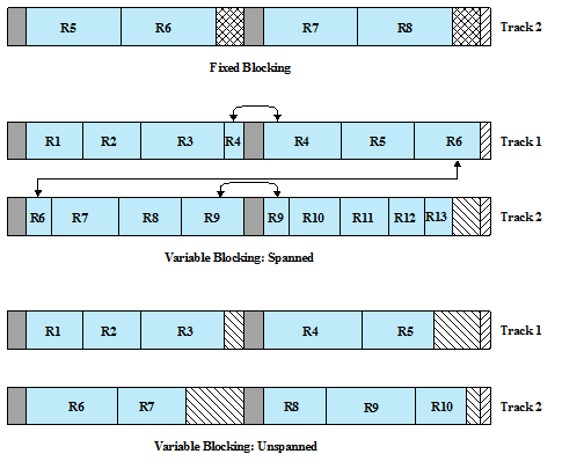 R5 R6 R7 R8 Track 2
Fixed Blocking
R1 R2 R3 R4 R4 R5 R6 Track 1
R6 R7 R8 R9 R9 R10 R11 R12 R13 Track 2
Variable Blocking: Spanned
R1 R2 R3 R4 R5 Track 1
R6 R7 R8 R9 R10 Track 2
Variable Blocking: Unspanned